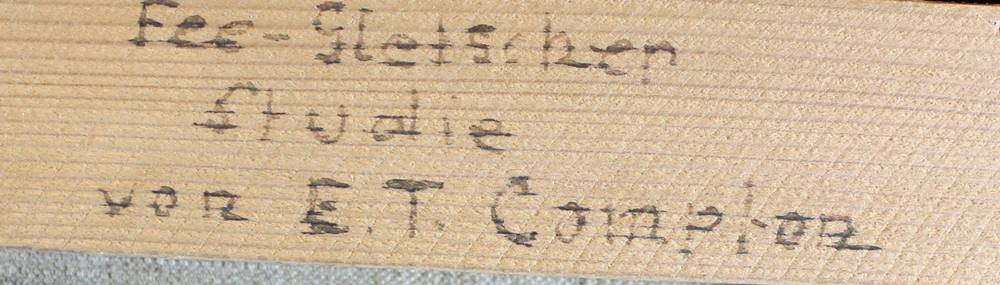 Fee-Gletscher
Studie
von E.T. Compton